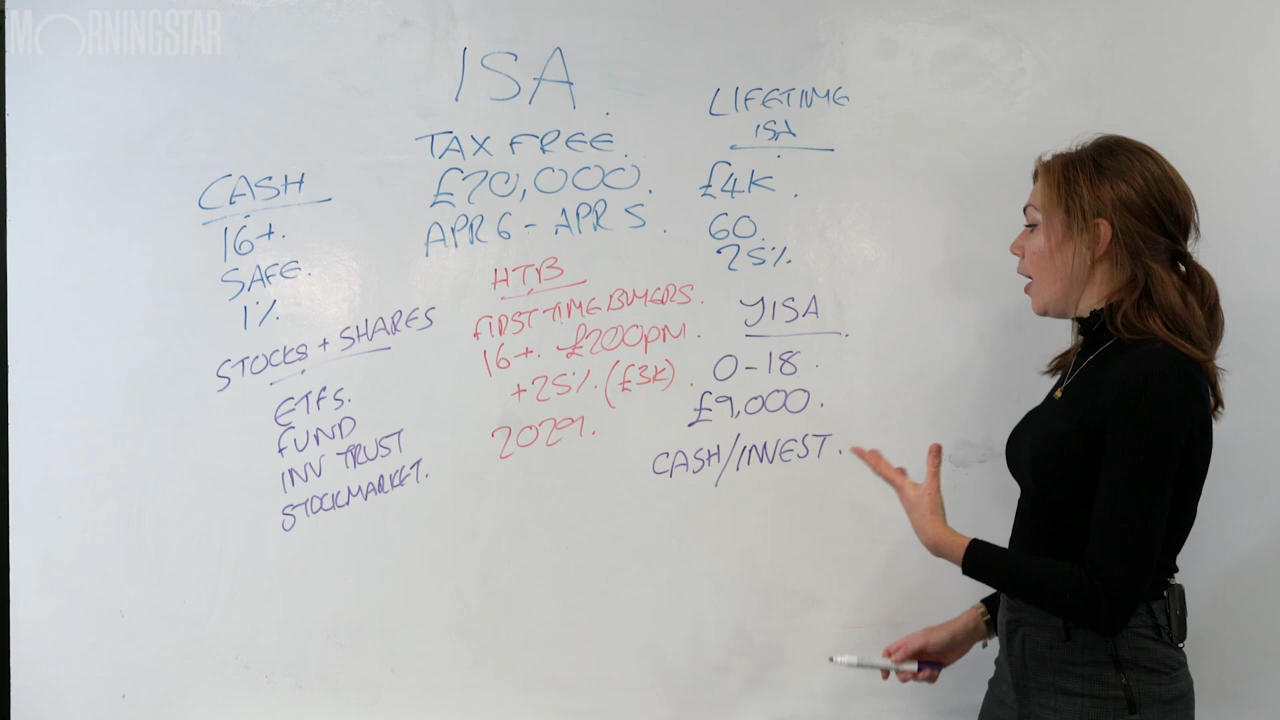 MORNINGSTAR
ISA.
TAX FREE.
£20,000.
APR 6 - APR 5.
CASH
16+.
SAFE.
1%
STOCKS + SHARES
ETFS.
FUND
INV TRUST
STOCKMARKET.
HTB
FIRST TIME BUYERS.
16+. £200pm.
+25%. (£3K).
2029.
LIFETIME
ISA
£4K.
60.
25%
JISA.
0-18.
£9,000.
CASH/INVEST.